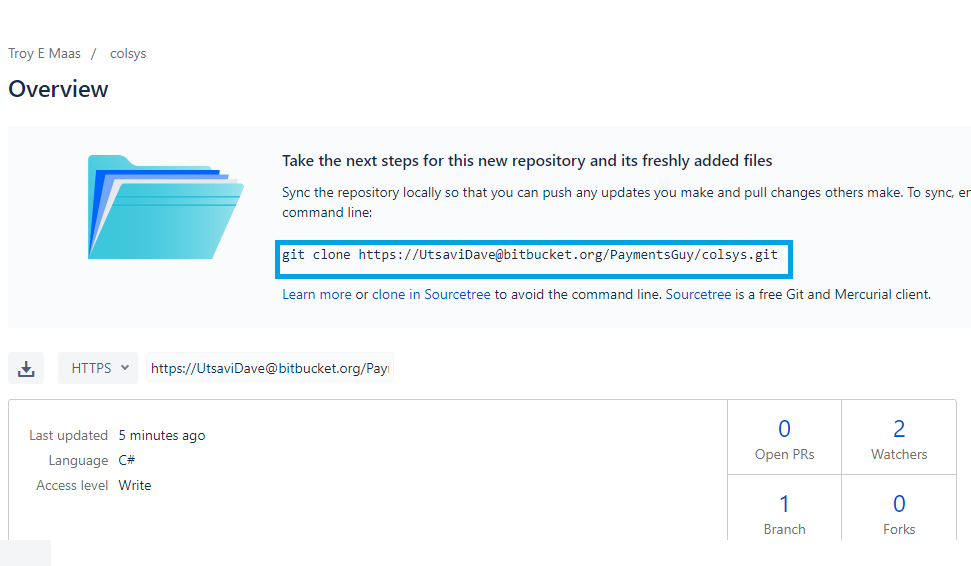 Troy E Maas / colsys
Overview
Take the next steps for this new repository and its freshly added files
Sync the repository locally so that you can push any updates you make and pull changes others make. To sync,
command line:
git clone https://UtsaviDave@bitbucket.org/PaymentsGuy/colsys.git
Learn more or clone in Sourcetree to avoid the command line. Sourcetree is a free Git and Mercurial client.
HTTPS https://UtsaviDave@bitbucket.org/Pay
Last updated 5 minutes ago
Language C#
Access level Write
0 2
Open PRs Watchers
1 0
Branch Forks